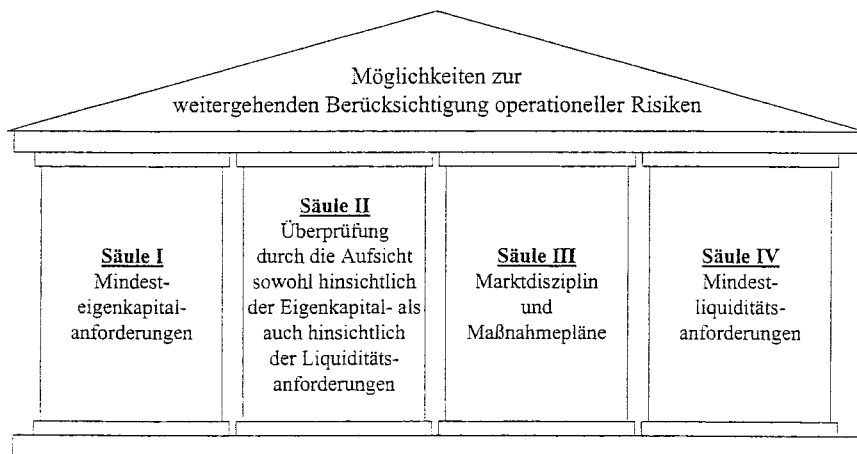 Möglichkeiten zur
weitergehenden Berücksichtigung operationeller Risiken
Säule I
Mindest-
eigenkapital-
anforderungen
Säule II
Überprüfung
durch die Aufsicht
sowohl hinsichtlich
der Eigenkapital- als
auch hinsichtlich
der Liquiditäts-
anforderungen
Säule III
Marktdisziplin
und
Maßnahmepläne
Säule IV
Mindest-
liquiditäts-
anforderungen